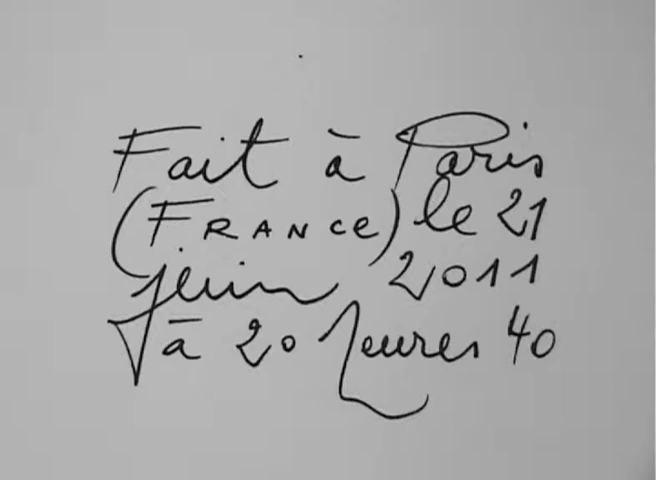 Fait à Paris
(FRANCE) le 21
juin 2011
à 20 heures 40